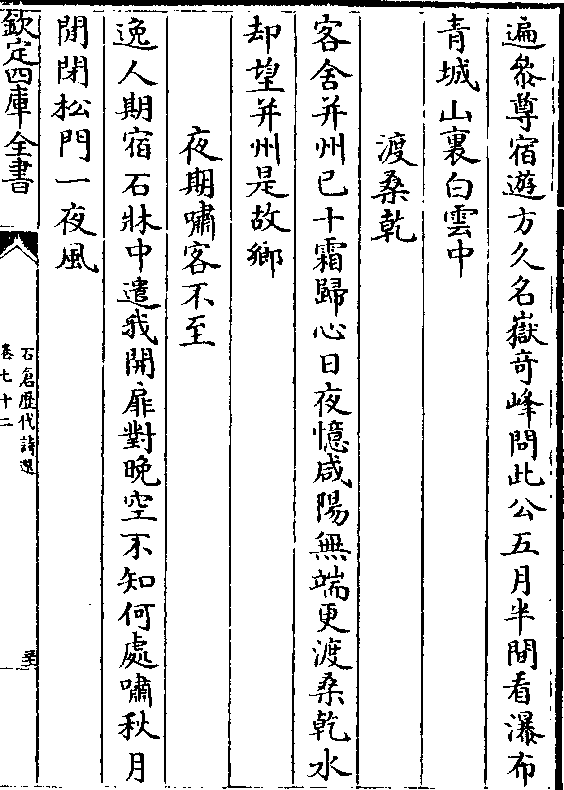 遍參尊宿遊方久名嶽竒峰問此公五月半間看瀑布
青城山裏白雲中
渡桑乾
客舍并州已十霜歸心日夜憶咸陽無端更渡桑乾水
却望并州是故鄉
夜期嘯客不至
逸人期宿石牀中遣我開扉對晚空不知何處嘯秋月
閒閉松門一夜風
欽定四庫全書
石倉歴代詩選
卷七十二